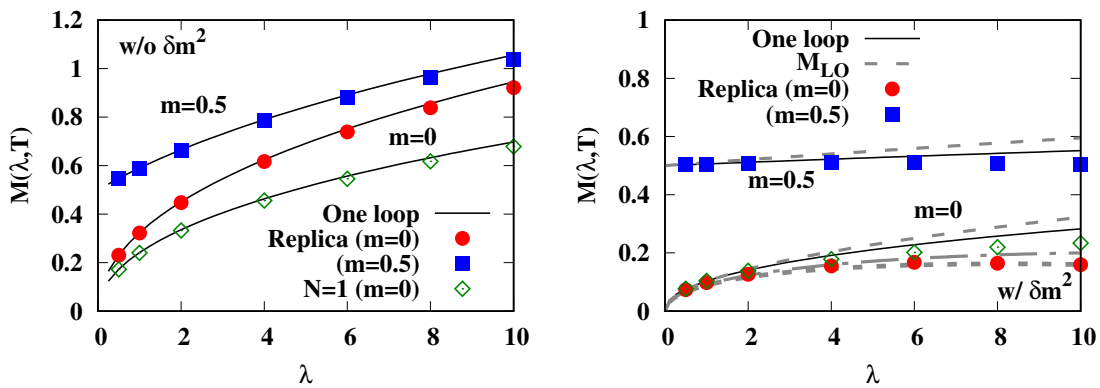 1.2
1
0.8
0.6
0.4
0.2
0
0 2 4 6 8 10
M(λ,T)
λ
w/o δm²
m=0.5
m=0
One loop
Replica (m=0)
(m=0.5)
N=1 (m=0)
1
0.8
0.6
0.4
0.2
0
0 2 4 6 8 10
M(λ,T)
λ
One loop
M_LO
Replica (m=0)
(m=0.5)
m=0.5
m=0
w/ δm²